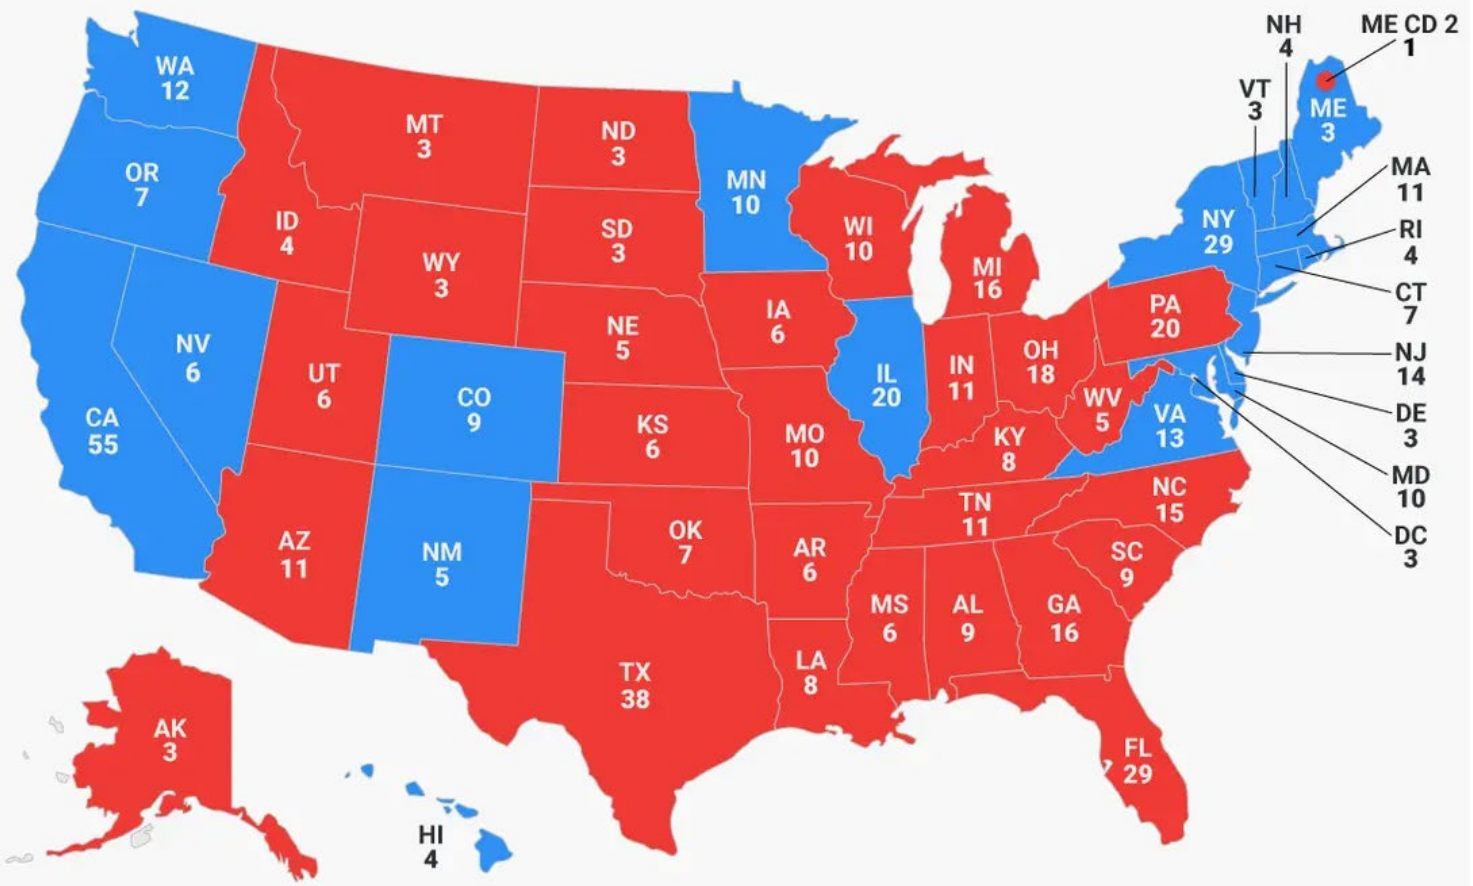 NH
4
ME CD 2
1
WA
12
VT
3
ME
3
MT
3
ND
3
OR
7
MN
10
MA
11
ID
4
SD
3
WI
10
NY
29
RI
4
WY
3
MI
16
CT
7
NV
6
NE
5
IA
6
PA
20
UT
6
CO
9
IL
20
IN
11
OH
18
NJ
14
CA
55
KS
6
MO
10
KY
8
WV
5
VA
13
DE
3
MD
10
AZ
11
NM
5
OK
7
AR
6
TN
11
NC
15
DC
3
SC
9
MS
6
AL
9
GA
16
TX
38
LA
8
AK
3
FL
29
HI
4